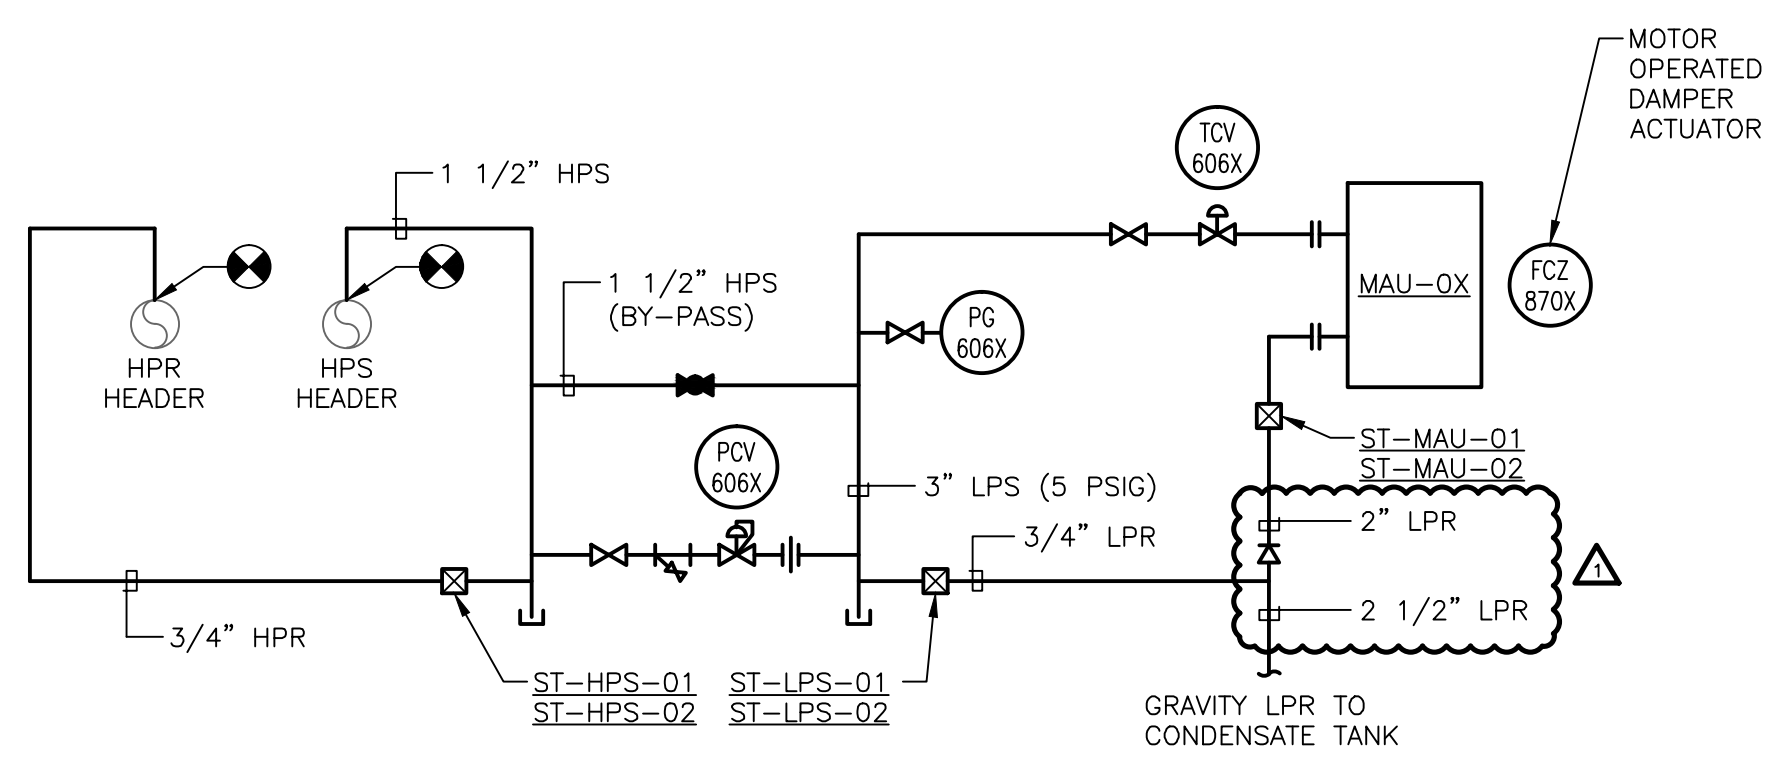 MOTOR
OPERATED
DAMPER
ACTUATOR
TCV
606X
1 1/2" HPS
FCZ
870X
MAU-0X
1 1/2" HPS
(BY-PASS)
PG
606X
HPR
HEADER
HPS
HEADER
ST-MAU-01
ST-MAU-02
PCV
606X
3" LPS (5 PSIG)
2" LPR
3/4" LPR
1
2 1/2" LPR
3/4" HPR
ST-HPS-01
ST-HPS-02
ST-LPS-01
ST-LPS-02
GRAVITY LPR TO
CONDENSATE TANK